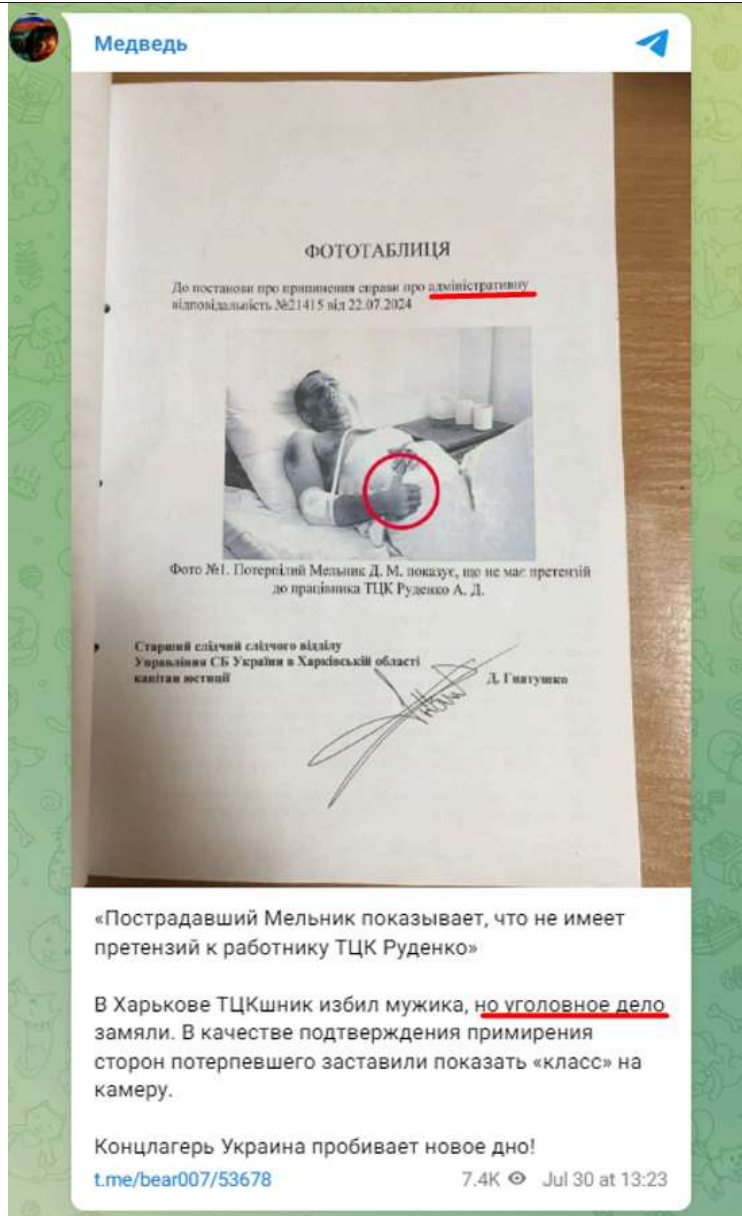 Медведь
ФОТОТАБЛИЦЯ
До постанови про припинення справи про адміністративну
відповідальність №21415 від 22.07.2024
Фото №1. Потерпілий Мельник Д. М. показує, що не має претензій
до працівника ТЦК Руденко А. Д.
Старший слідчий слідчого відділу
Управління СБ України в Харківській області
капітан юстиції
Д. Гнатушко
«Пострадавший Мельник показывает, что не имеет
претензий к работнику ТЦК Руденко»
В Харькове ТЦКшник избил мужика, но уголовное дело
замяли. В качестве подтверждения примирения
сторон потерпевшего заставили показать «класс» на
камеру.
Концлагерь Украина пробивает новое дно!
t.me/bear007/53678
7.4K
Jul 30 at 13:23